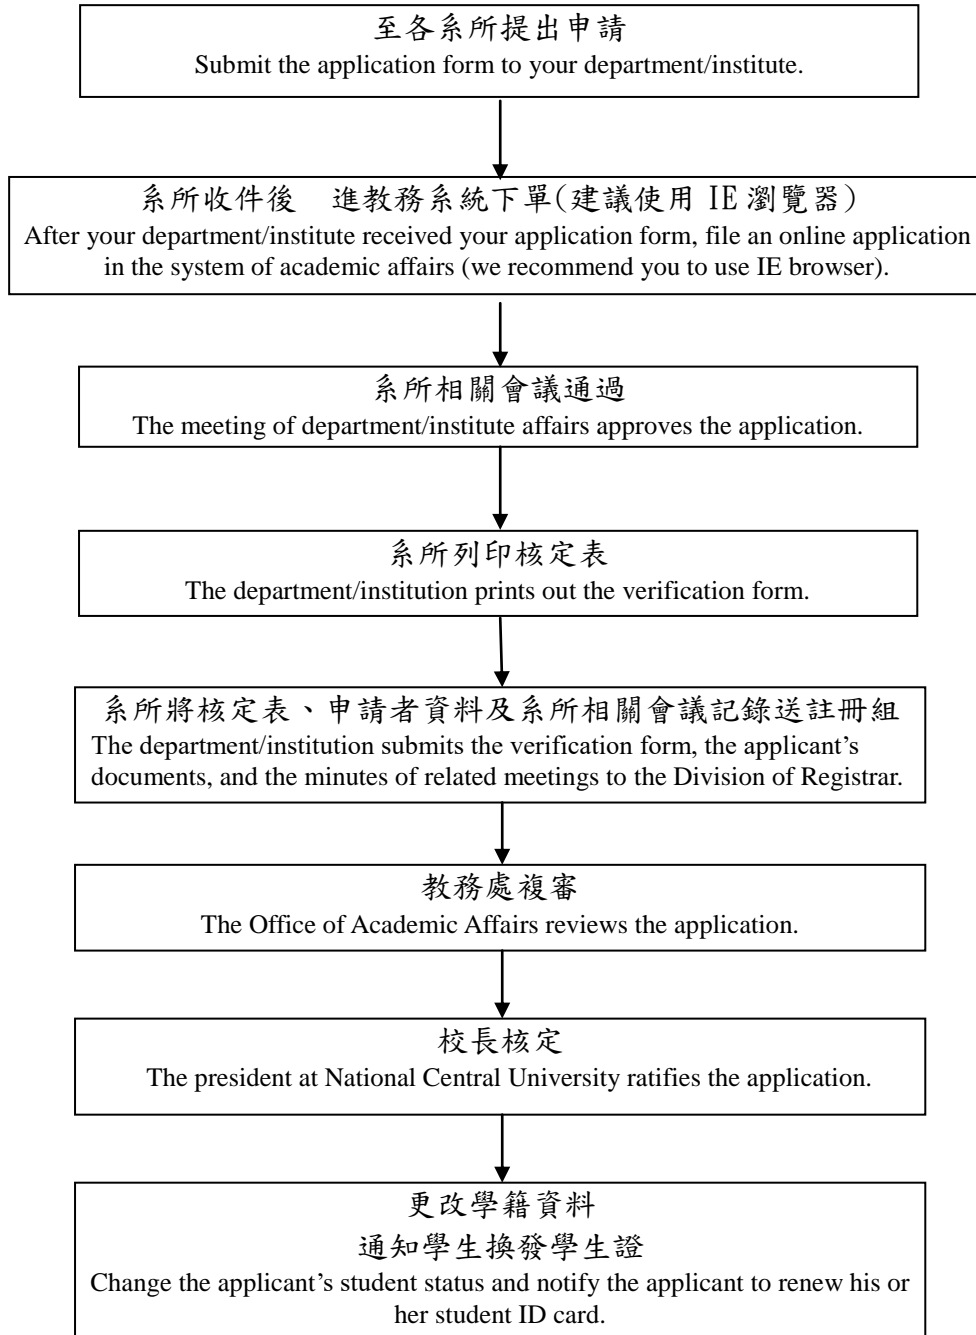 至各系所提出申請
Submit the application form to your department/institute.
系所收件後　進教務系統下單(建議使用 IE 瀏覽器)
After your department/institute received your application form, file an online application
in the system of academic affairs (we recommend you to use IE browser).
系所相關會議通過
The meeting of department/institute affairs approves the application.
系所列印核定表
The department/institution prints out the verification form.
系所將核定表、申請者資料及系所相關會議記錄送註冊組
The department/institution submits the verification form, the applicant’s
documents, and the minutes of related meetings to the Division of Registrar.
教務處複審
The Office of Academic Affairs reviews the application.
校長核定
The president at National Central University ratifies the application.
更改學籍資料
通知學生換發學生證
Change the applicant’s student status and notify the applicant to renew his or
her student ID card.